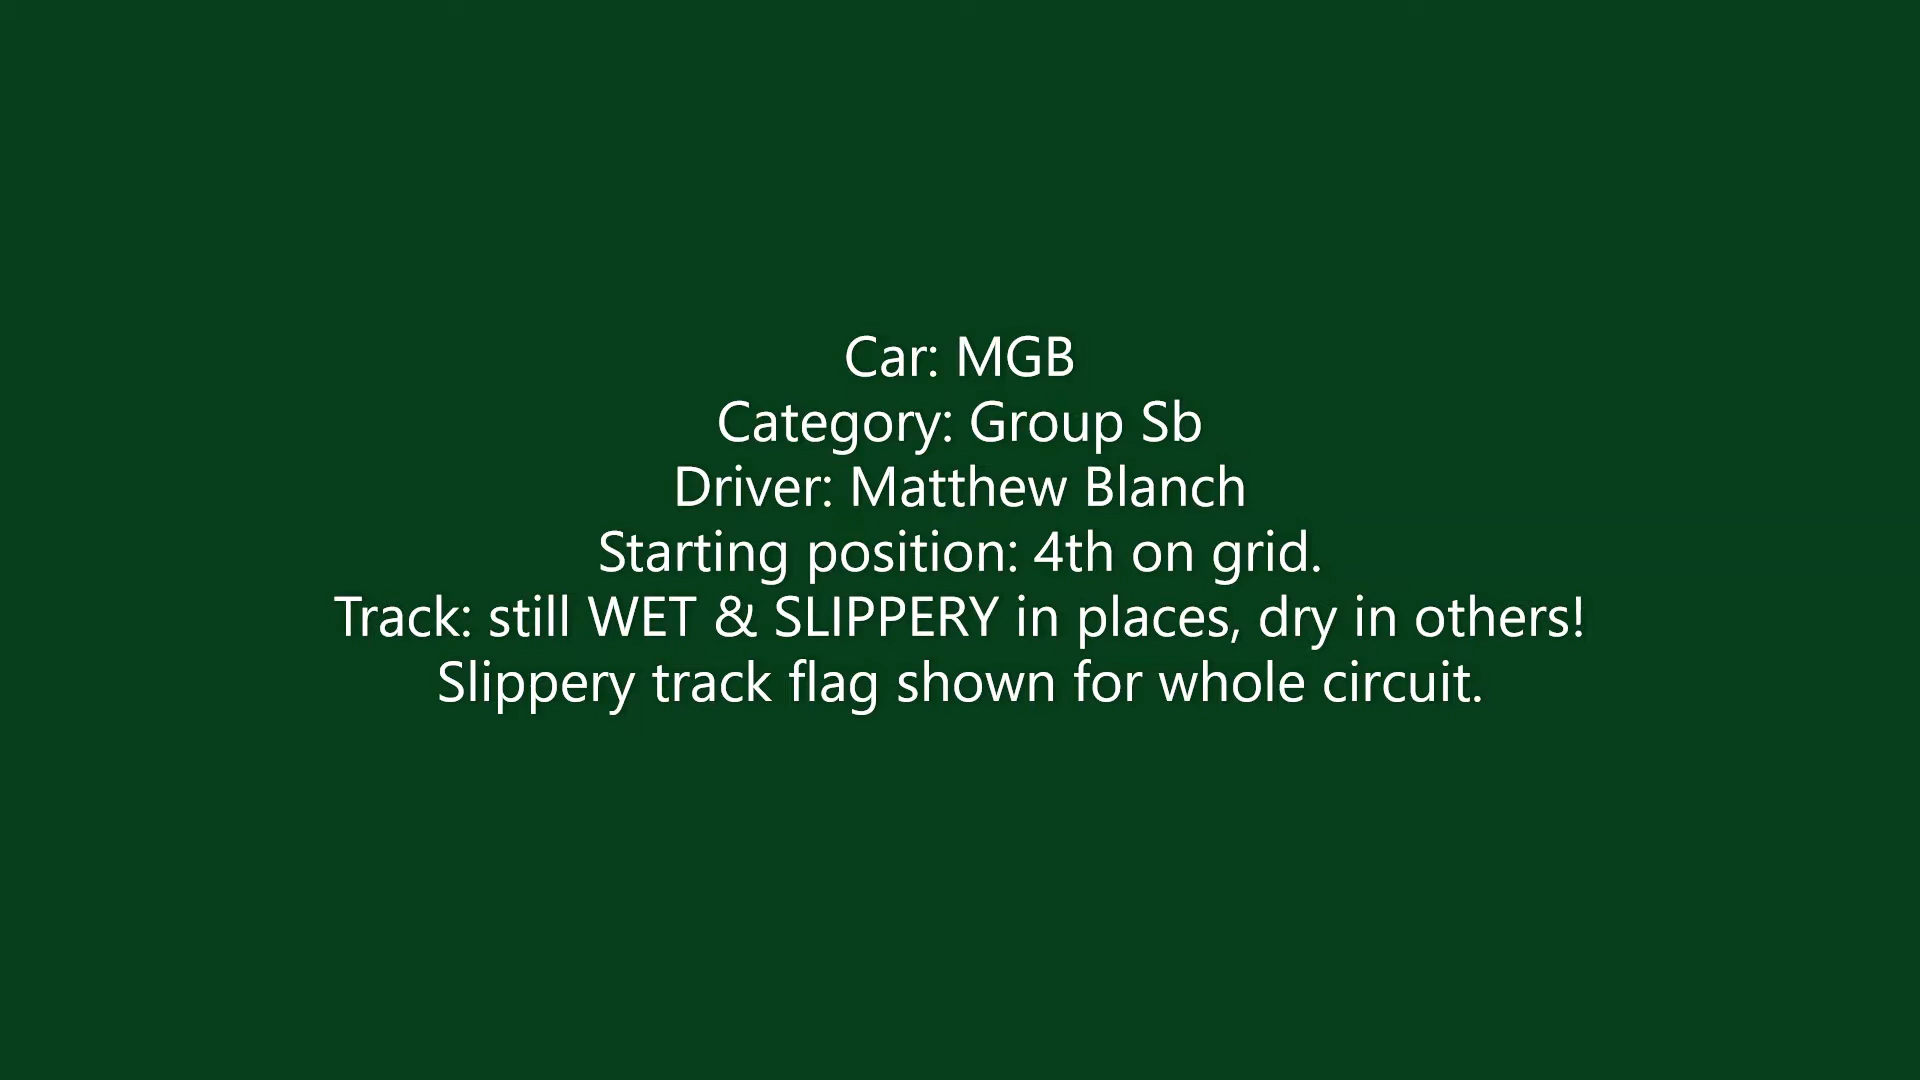 Car: MGB
Category: Group Sb
Driver: Matthew Blanch
Starting position: 4th on grid.
Track: still WET & SLIPPERY in places, dry in others!
Slippery track flag shown for whole circuit.